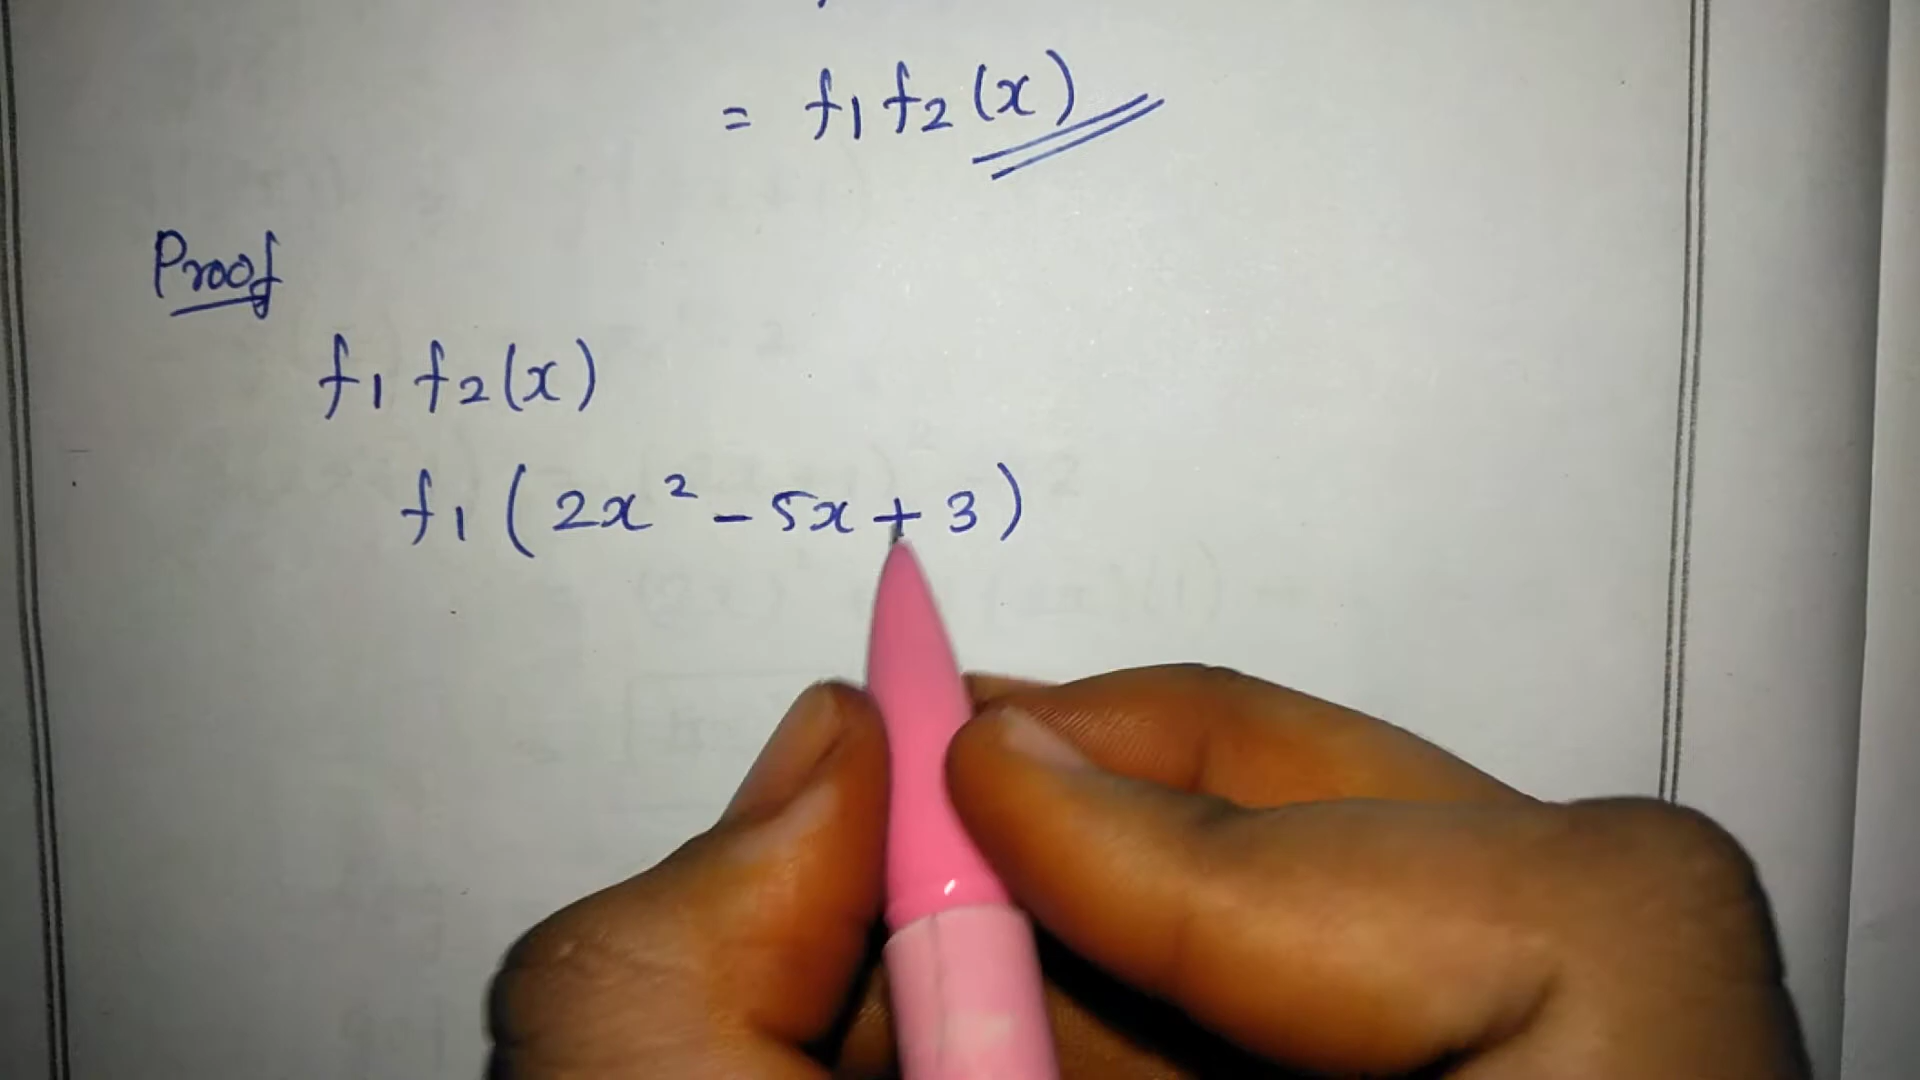 = f1 f2 (x)
Proof
f1 f2(x)
f1 ( 2x² - 5x + 3 )